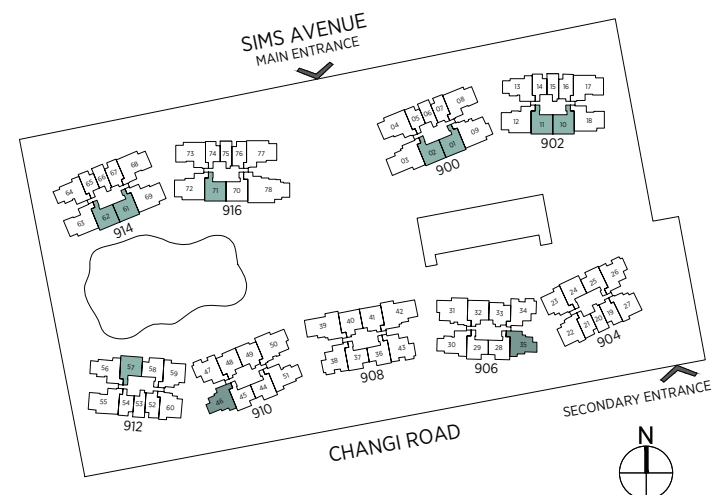 SIMS AVENUE
MAIN ENTRANCE
13 14 15 16 17
12 11 10 18
902
04 05 06 07 08
03 02 01 09
900
73 74 75 76 77
72 71 70 78
916
64 65 66 67 68
63 62 61 69
914
23 24 25 26
22 21 20 19 27
904
31 32 33 34
30 29 28 35
906
39 40 41 42
38 37 36 43
908
47 48 49 50
46 45 44 51
910
56 57 58 59
55 54 53 52 60
912
SECONDARY ENTRANCE
CHANGI ROAD
N